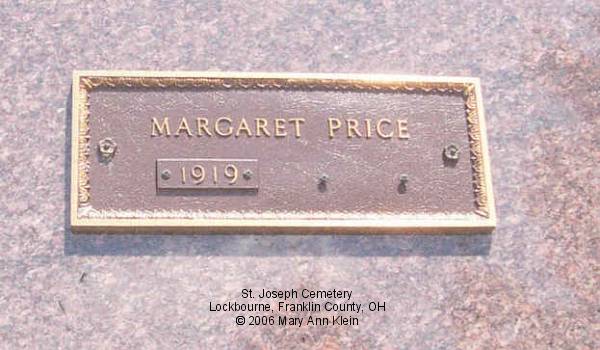 MARGARET PRICE
1919
St. Joseph Cemetery
Lockbourne, Franklin County, OH
© 2006 Mary Ann Klein